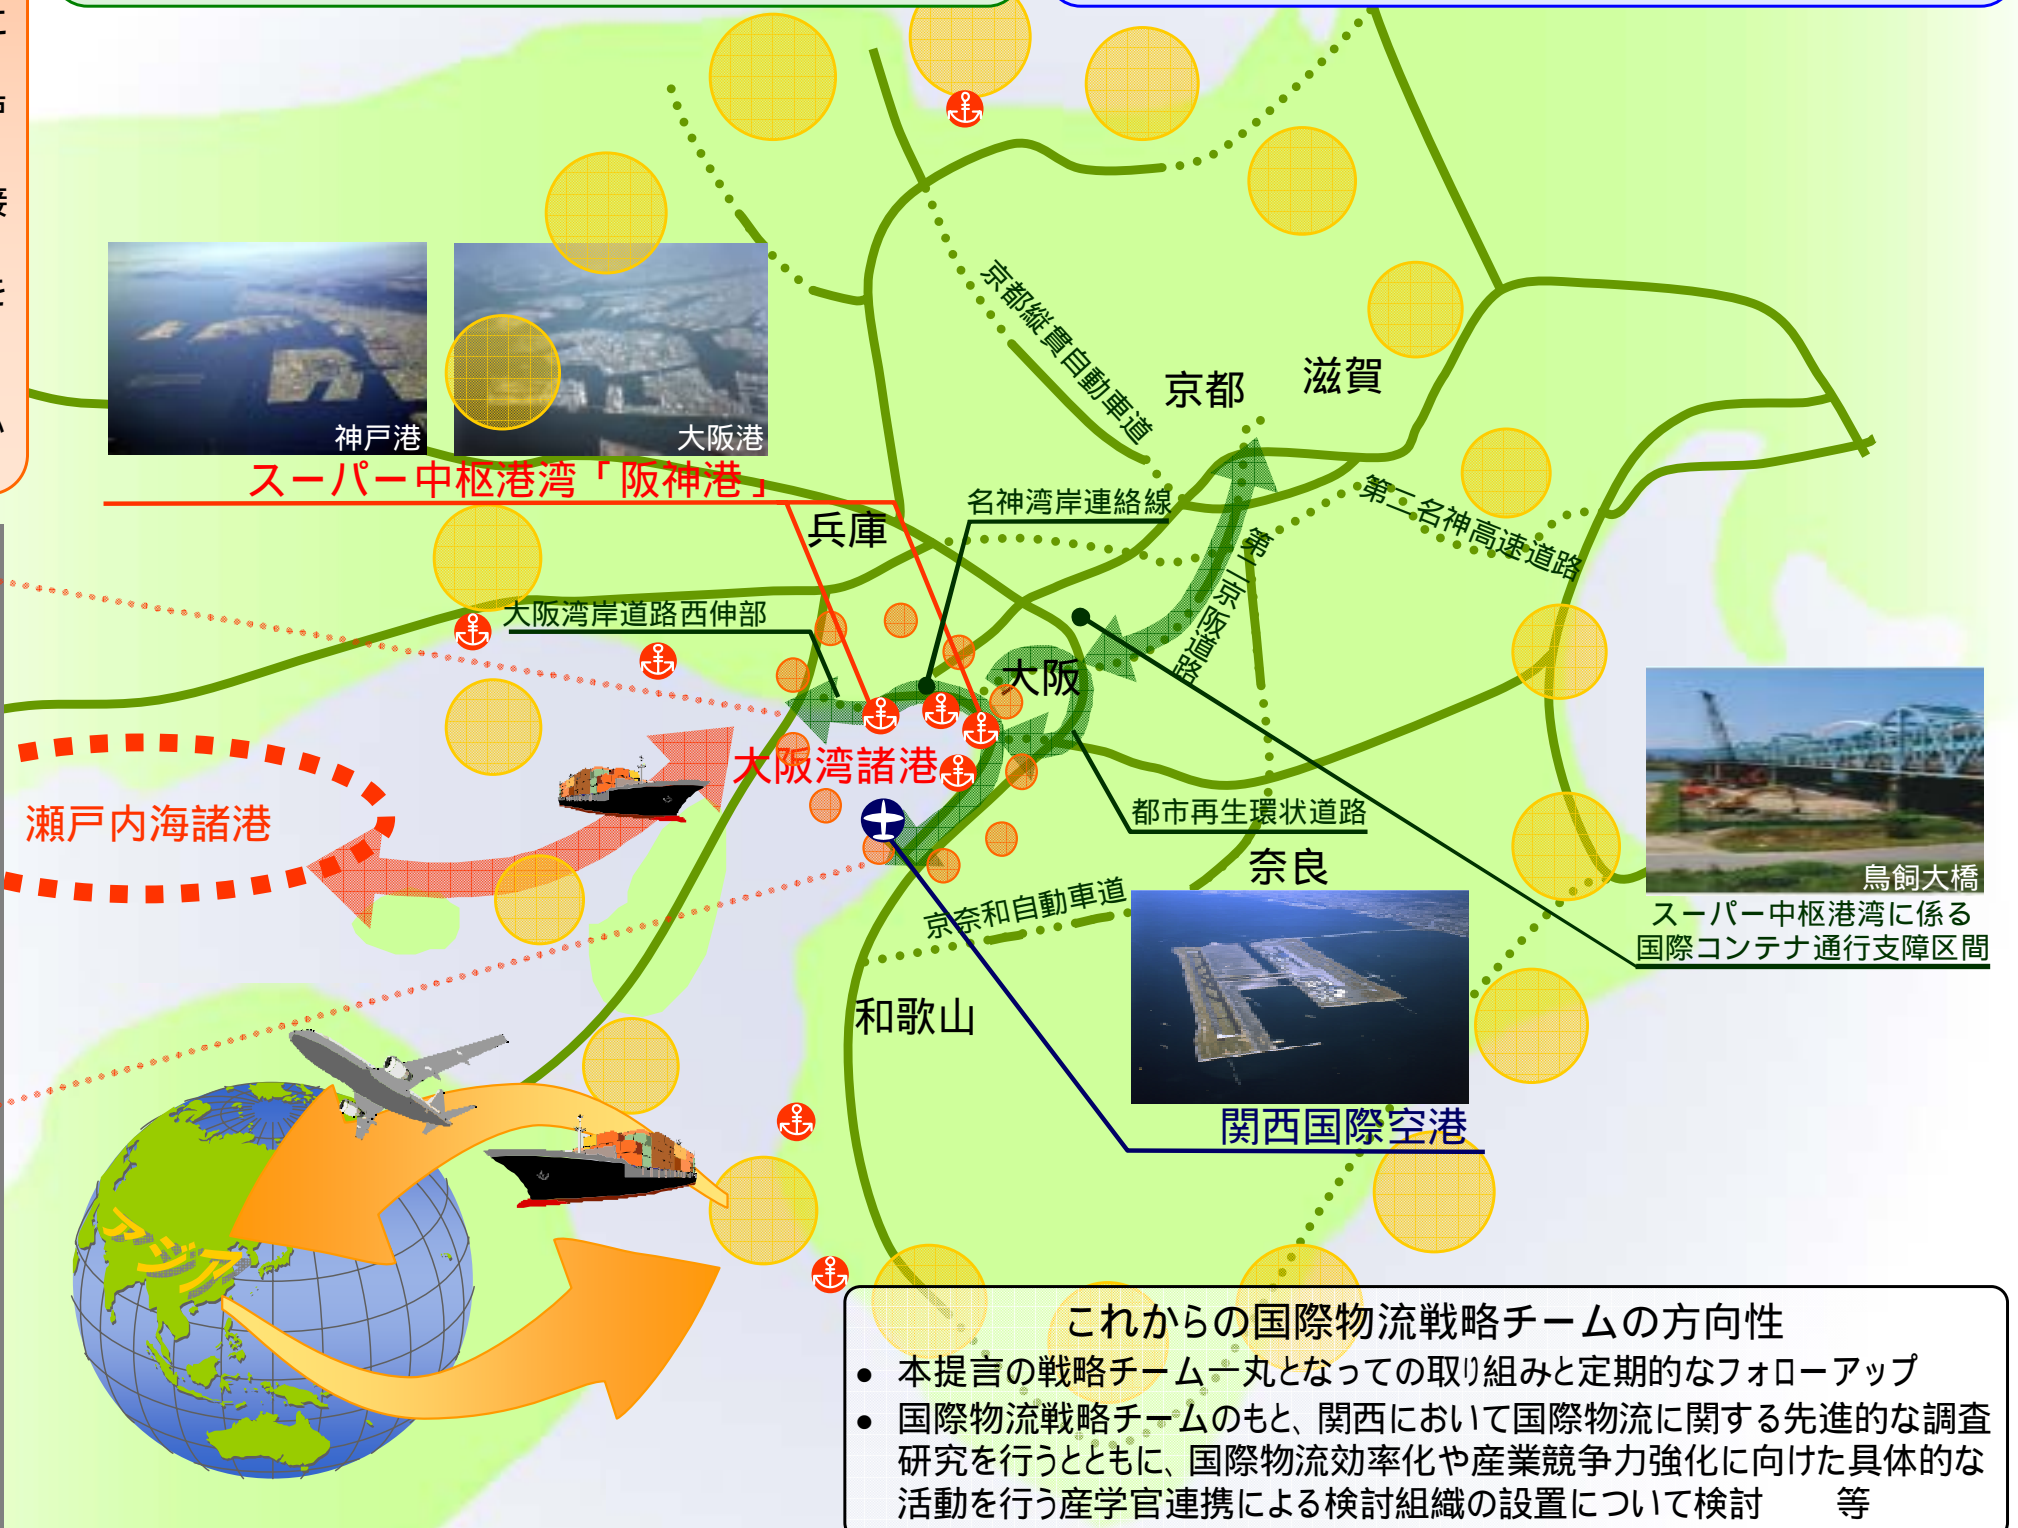 京都縦貫自動車道
京都
滋賀
神戸港
大阪港
スーパー中枢港湾「阪神港」
名神湾岸連絡線
第二名神高速道路
兵庫
第二京阪道路
大阪湾岸道路西伸部
大阪
大阪湾諸港
瀬戸内海諸港
都市再生環状道路
奈良
鳥飼大橋
スーパー中枢港湾に係る
国際コンテナ通行支障区間
京奈和自動車道
和歌山
関西国際空港
アジア
これからの国際物流戦略チームの方向性
● 本提言の戦略チーム一丸となっての取り組みと定期的なフォローアップ
● 国際物流戦略チームのもと、関西において国際物流に関する先進的な調査
研究を行うとともに、国際物流効率化や産業競争力強化に向けた具体的な
活動を行う産学官連携による検討組織の設置について検討　　等